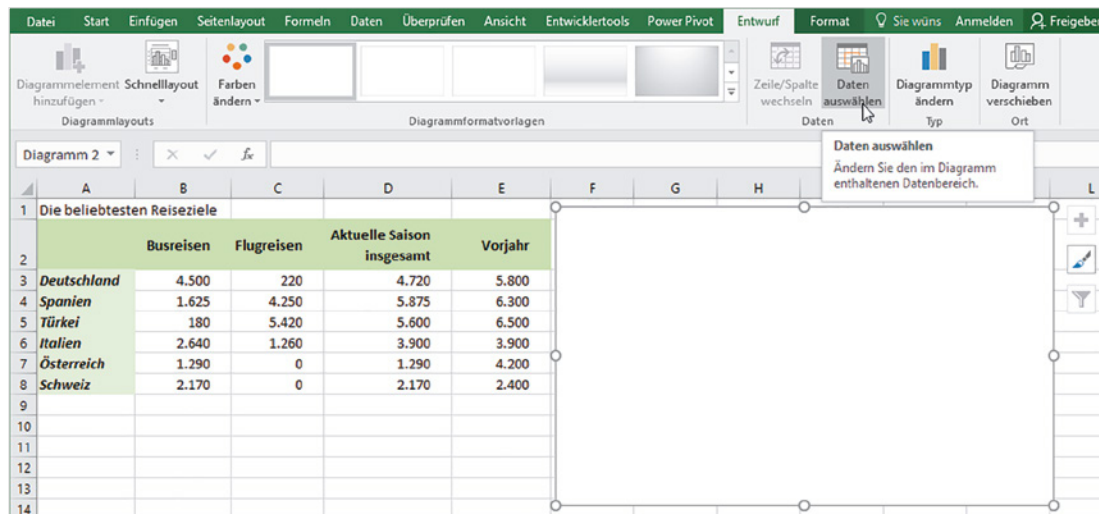 Datei Start Einfügen Seitenlayout Formeln Daten Überprüfen Ansicht Entwicklertools Power Pivot Entwurf Format Sie wüns Anmelden Freigeben
Diagrammelement hinzufügen
Schnelllayout
Farben ändern
Zeile/Spalte wechseln
Daten auswählen
Diagrammtyp ändern
Diagramm verschieben
Diagrammlayouts Diagrammformatvorlagen Daten Typ Ort
Diagramm 2 fx
Daten auswählen
Ändern Sie den im Diagramm
enthaltenen Datenbereich.
A B C D E F G H L
1 Die beliebtesten Reiseziele
2 Busreisen Flugreisen Aktuelle Saison insgesamt Vorjahr
3 Deutschland 4.500 220 4.720 5.800
4 Spanien 1.625 4.250 5.875 6.300
5 Türkei 180 5.420 5.600 6.500
6 Italien 2.640 1.260 3.900 3.900
7 Österreich 1.290 0 1.290 4.200
8 Schweiz 2.170 0 2.170 2.400
9
10
11
12
13
14